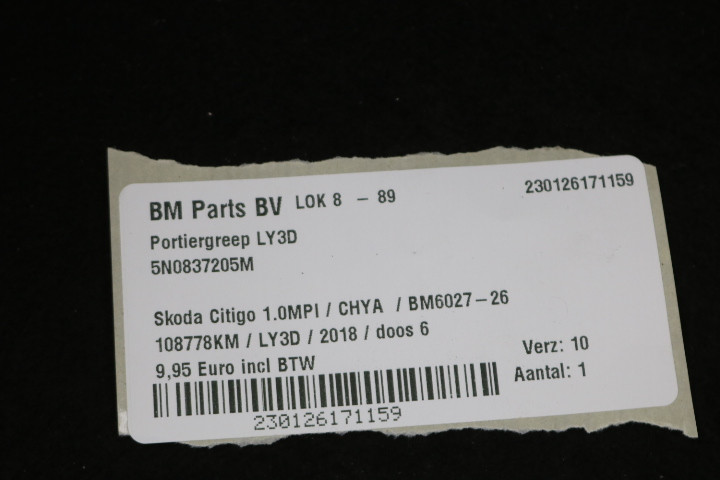 BM Parts BV LOK 8 - 89 230126171159
Portiergreep LY3D
5N0837205M
Skoda Citigo 1.0MPI / CHYA / BM6027-26
108778KM / LY3D / 2018 / doos 6
9,95 Euro incl BTW
Verz: 10
Aantal: 1
230126171159